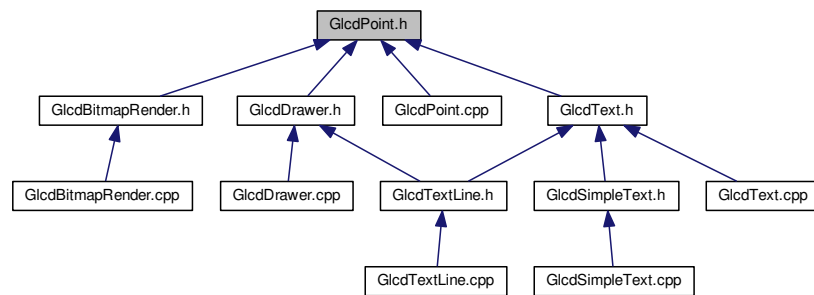 GlcdPoint.h
GlcdBitmapRender.h
GlcdDrawer.h
GlcdPoint.cpp
GlcdText.h
GlcdBitmapRender.cpp
GlcdDrawer.cpp
GlcdTextLine.h
GlcdSimpleText.h
GlcdText.cpp
GlcdTextLine.cpp
GlcdSimpleText.cpp